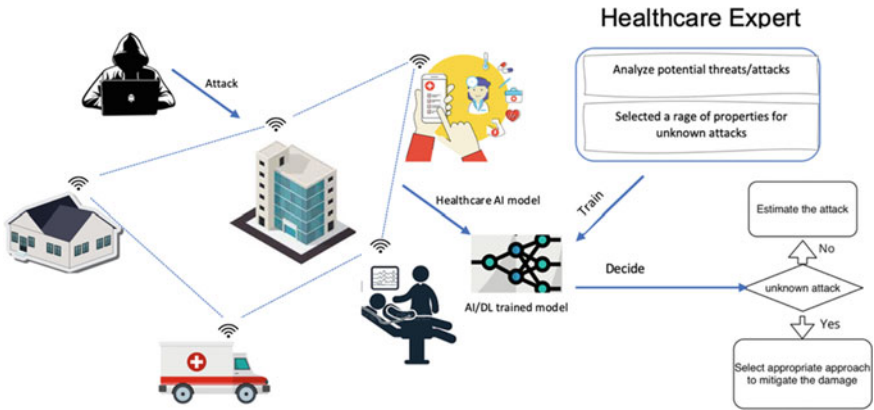 Healthcare Expert
Attack
Analyze potential threats/attacks
Selected a rage of properties for
unknown attacks
Healthcare AI model
Train
Estimate the attack
No
AI/DL trained model
Decide
unknown attack
Yes
Select appropriate approach
to mitigate the damage